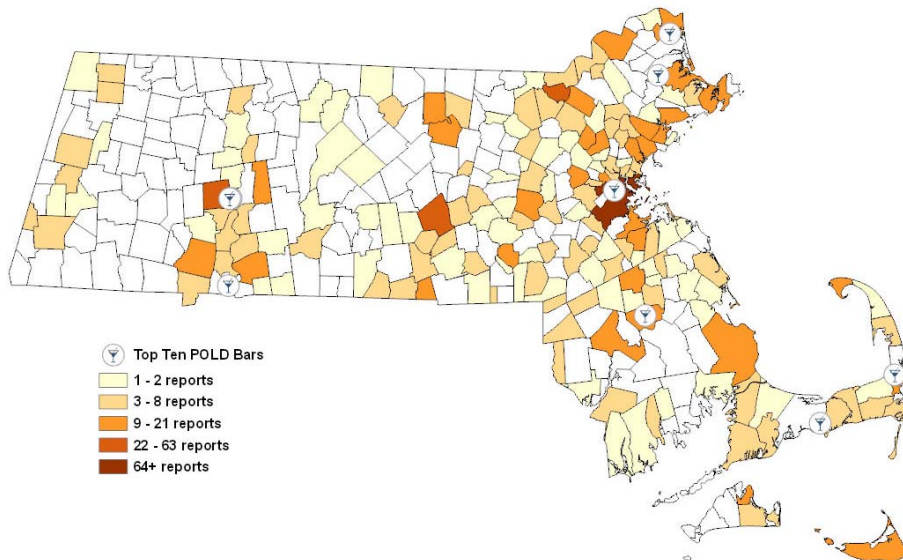 Top Ten POLD Bars
1 - 2 reports
3 - 8 reports
9 - 21 reports
22 - 63 reports
64+ reports